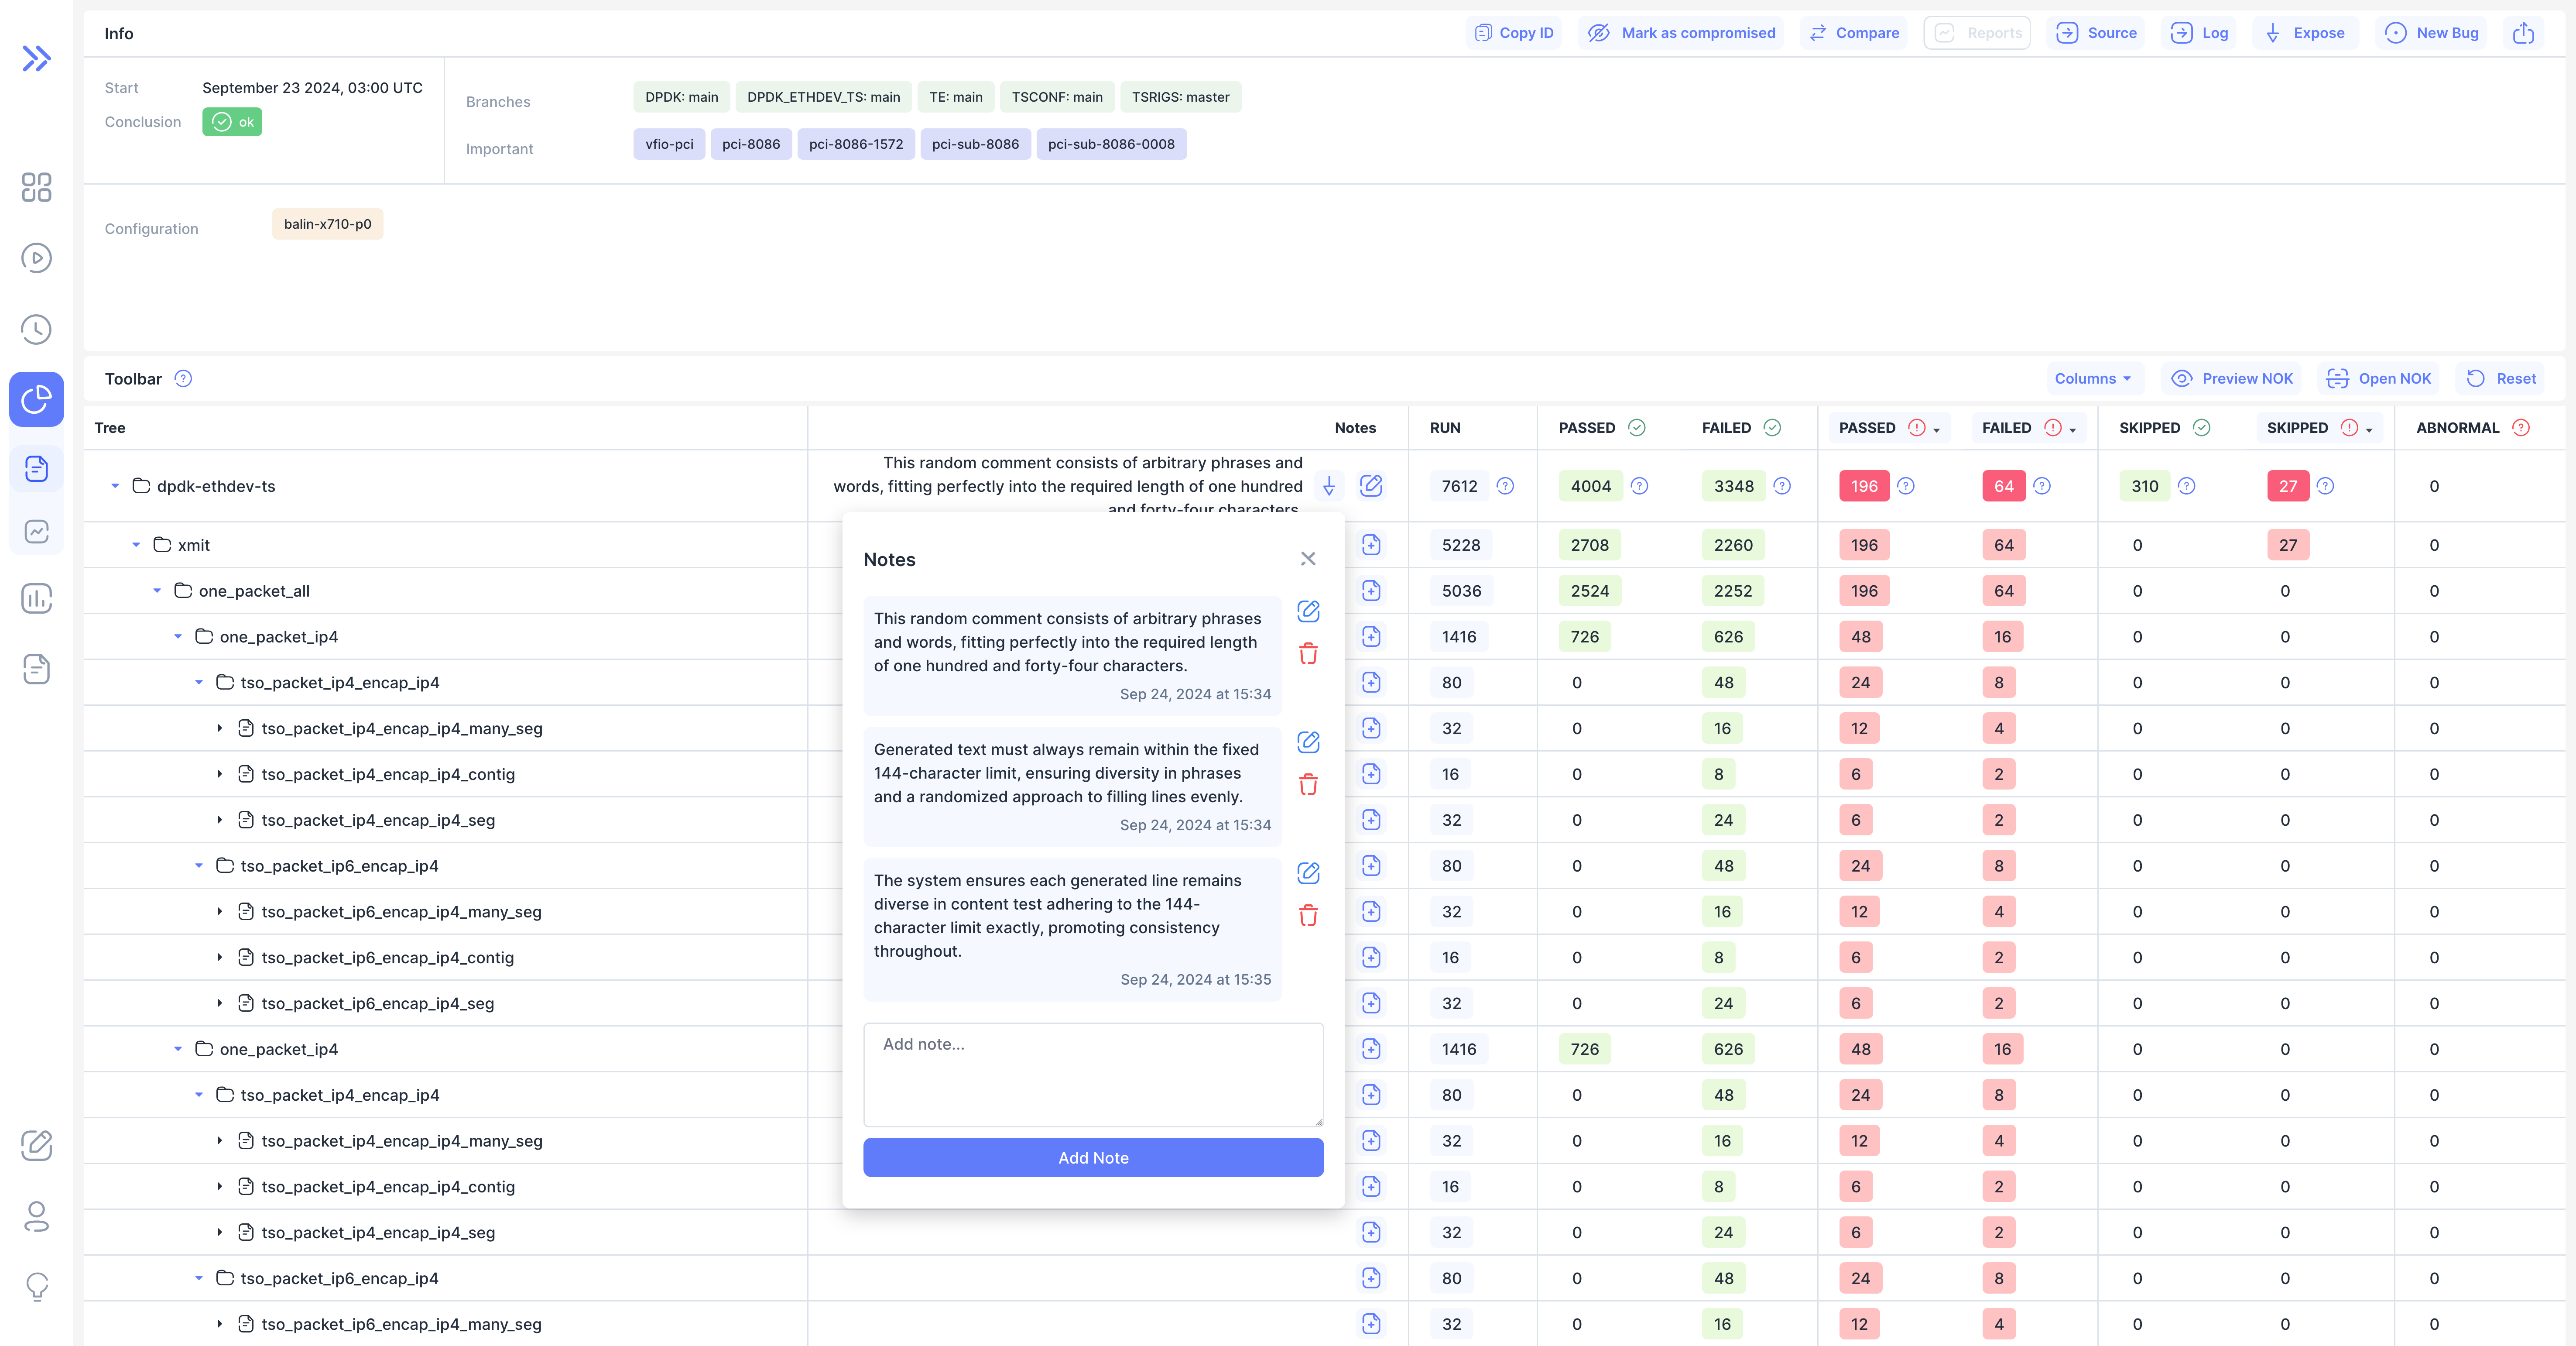 Info
Copy ID
Mark as compromised
Compare
Reports
Source
Log
Expose
New Bug
Start September 23 2024, 03:00 UTC
Conclusion ok
Branches DPDK: main DPDK_ETHDEV_TS: main TE: main TSCONF: main TSRIGS: master
Important vfio-pci pci-8086 pci-8086-1572 pci-sub-8086 pci-sub-8086-0008
Configuration balin-x710-p0
Toolbar
Columns
Preview NOK
Open NOK
Reset
Tree Notes RUN PASSED FAILED PASSED FAILED SKIPPED SKIPPED ABNORMAL
This random comment consists of arbitrary phrases and
words, fitting perfectly into the required length of one hundred
and forty-four characters.
dpdk-ethdev-ts 7612 4004 3348 196 64 310 27 0
xmit 5228 2708 2260 196 64 0 27 0
one_packet_all 5036 2524 2252 196 64 0 0 0
one_packet_ip4 1416 726 626 48 16 0 0 0
tso_packet_ip4_encap_ip4 80 0 48 24 8 0 0 0
tso_packet_ip4_encap_ip4_many_seg 32 0 16 12 4 0 0 0
tso_packet_ip4_encap_ip4_contig 16 0 8 6 2 0 0 0
tso_packet_ip4_encap_ip4_seg 32 0 24 6 2 0 0 0
tso_packet_ip6_encap_ip4 80 0 48 24 8 0 0 0
tso_packet_ip6_encap_ip4_many_seg 32 0 16 12 4 0 0 0
tso_packet_ip6_encap_ip4_contig 16 0 8 6 2 0 0 0
tso_packet_ip6_encap_ip4_seg 32 0 24 6 2 0 0 0
one_packet_ip4 1416 726 626 48 16 0 0 0
tso_packet_ip4_encap_ip4 80 0 48 24 8 0 0 0
tso_packet_ip4_encap_ip4_many_seg 32 0 16 12 4 0 0 0
tso_packet_ip4_encap_ip4_contig 16 0 8 6 2 0 0 0
tso_packet_ip4_encap_ip4_seg 32 0 24 6 2 0 0 0
tso_packet_ip6_encap_ip4 80 0 48 24 8 0 0 0
tso_packet_ip6_encap_ip4_many_seg 32 0 16 12 4 0 0 0
Notes
This random comment consists of arbitrary phrases
and words, fitting perfectly into the required length
of one hundred and forty-four characters.
Sep 24, 2024 at 15:34
Generated text must always remain within the fixed
144-character limit, ensuring diversity in phrases
and a randomized approach to filling lines evenly.
Sep 24, 2024 at 15:34
The system ensures each generated line remains
diverse in content test adhering to the 144-
character limit exactly, promoting consistency
throughout.
Sep 24, 2024 at 15:35
Add note...
Add Note